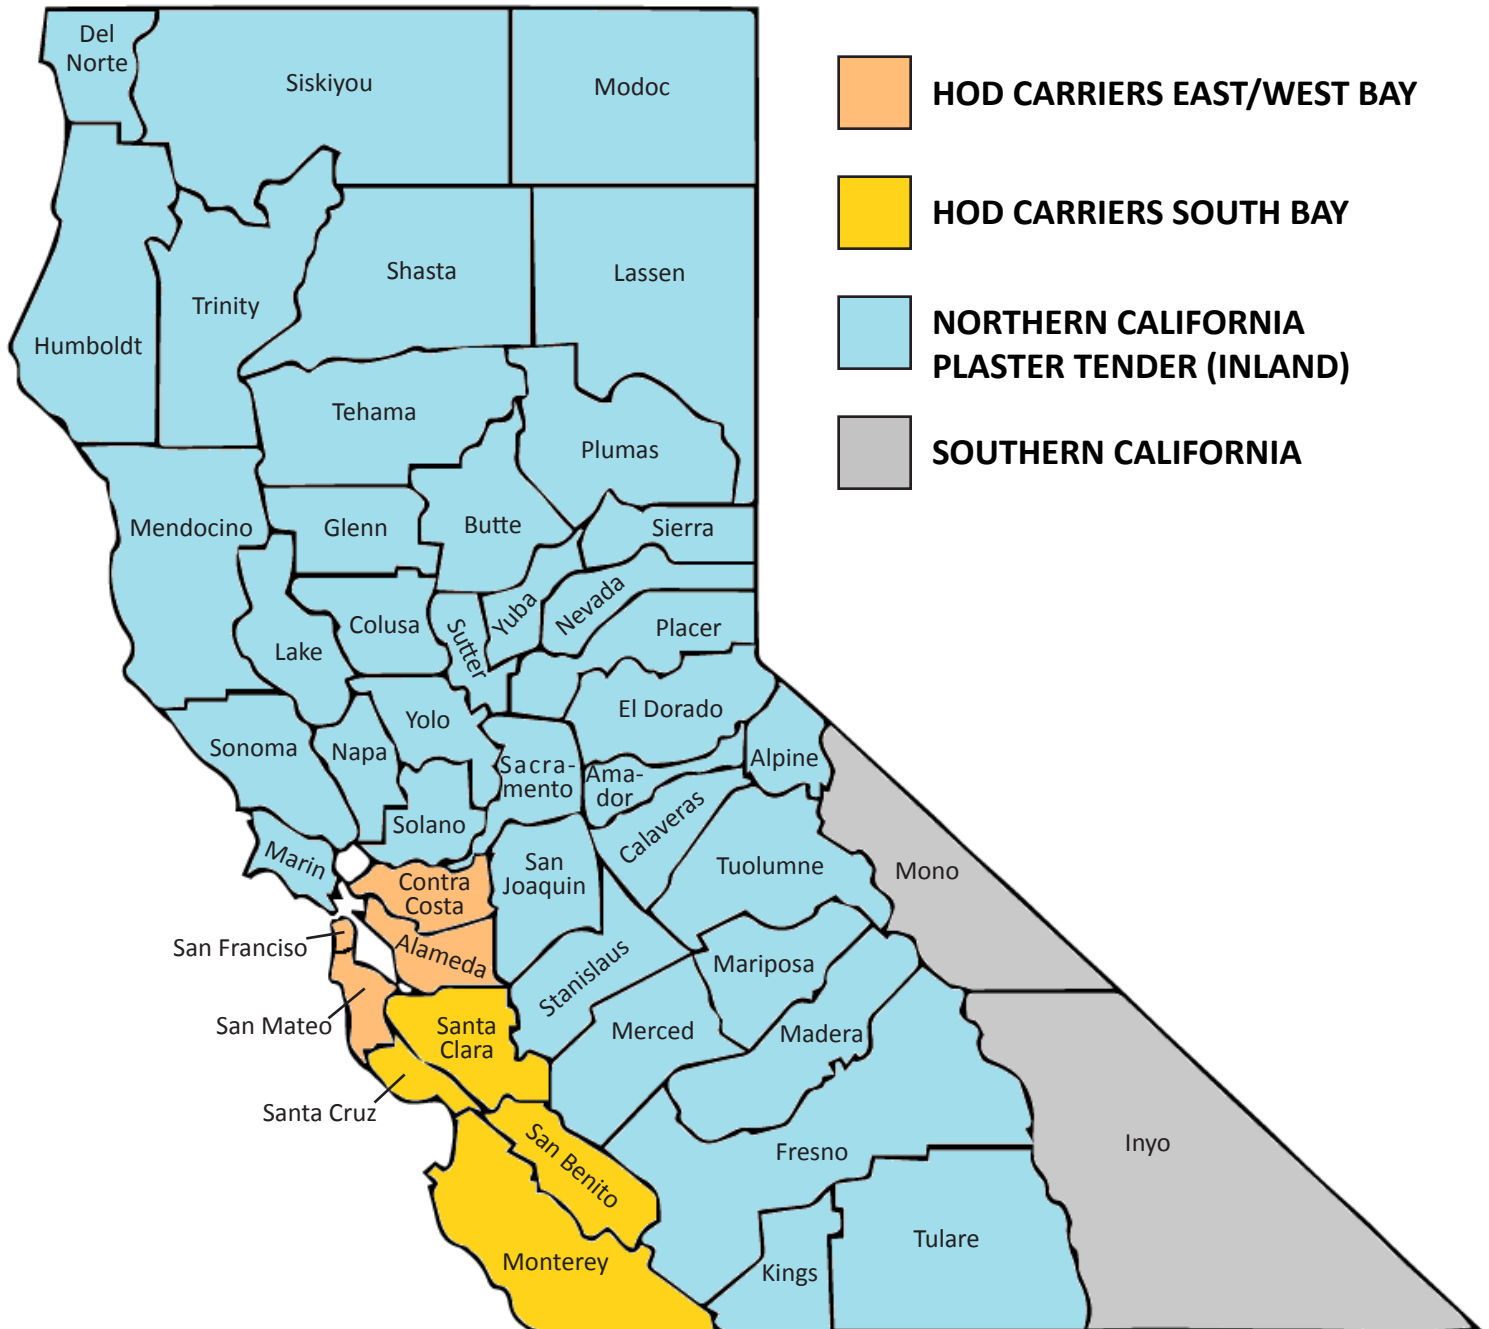 Del
Norte
Siskiyou
Modoc
HOD CARRIERS EAST/WEST BAY
HOD CARRIERS SOUTH BAY
NORTHERN CALIFORNIA
PLASTER TENDER (INLAND)
SOUTHERN CALIFORNIA
Shasta
Lassen
Trinity
Humboldt
Tehama
Plumas
Mendocino
Glenn
Butte
Sierra
Colusa
Sutter
Yuba
Nevada
Placer
Lake
El Dorado
Yolo
Sonoma
Napa
Sacra-
mento
Ama-
dor
Alpine
Solano
Calaveras
Marin
San
Joaquin
Tuolumne
Mono
Contra
Costa
San Franciso
Alameda
Stanislaus
Mariposa
San Mateo
Santa
Clara
Merced
Madera
Santa Cruz
San Benito
Fresno
Inyo
Monterey
Kings
Tulare